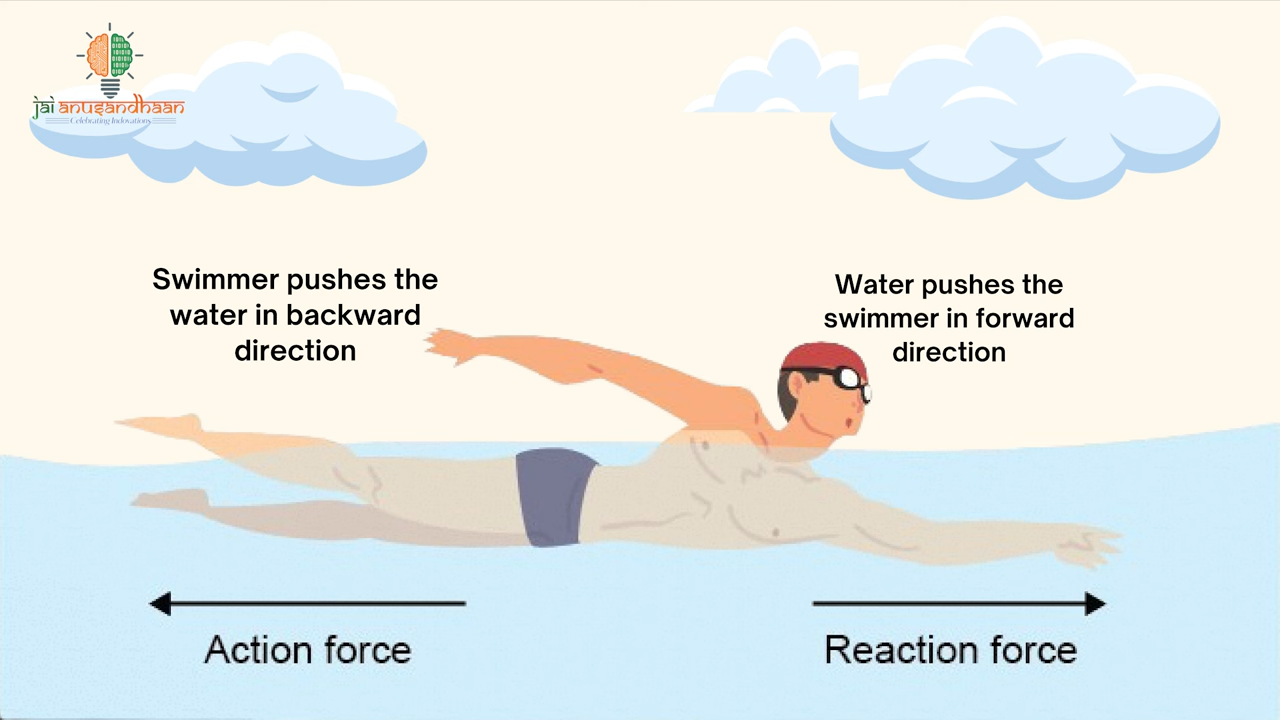 jai anusandhaan
Celebrating Indovations
Swimmer pushes the
water in backward
direction
Water pushes the
swimmer in forward
direction
Action force
Reaction force